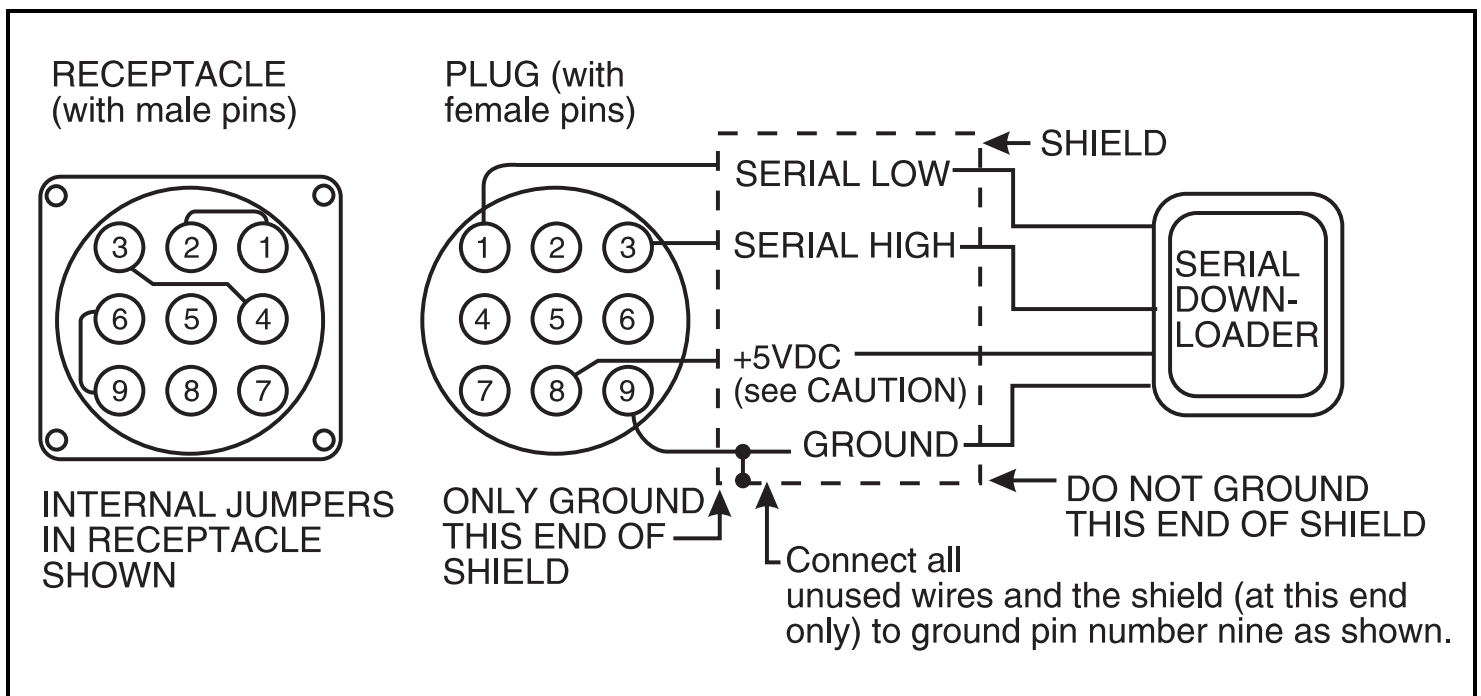 RECEPTACLE
(with male pins)
3 2 1
6 5 4
9 8 7
INTERNAL JUMPERS
IN RECEPTACLE
SHOWN
PLUG (with
female pins)
1 2 3
4 5 6
7 8 9
SHIELD
SERIAL LOW
SERIAL HIGH
+5VDC
(see CAUTION)
GROUND
SERIAL
DOWN-
LOADER
ONLY GROUND
THIS END OF
SHIELD
DO NOT GROUND
THIS END OF SHIELD
Connect all
unused wires and the shield (at this end
only) to ground pin number nine as shown.